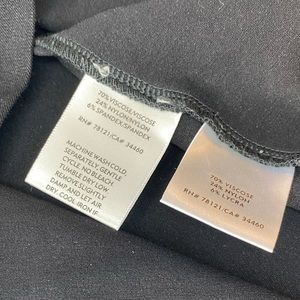 70% VISCOSE/VISCOSE
24% NYLON/NYLON
6% SPANDEX/SPANDEX
RN# 78121/CA# 34460
MACHINE WASH COLD
SEPARATELY, GENTLE
CYCLE. NO BLEACH
TUMBLE DRY LOW.
REMOVE SLIGHTLY
DAMP AND LET AIR
DRY. COOL IRON IF
70% VISCOSE
24% NYLON
6% LYCRA
RN# 78121/CA# 34460